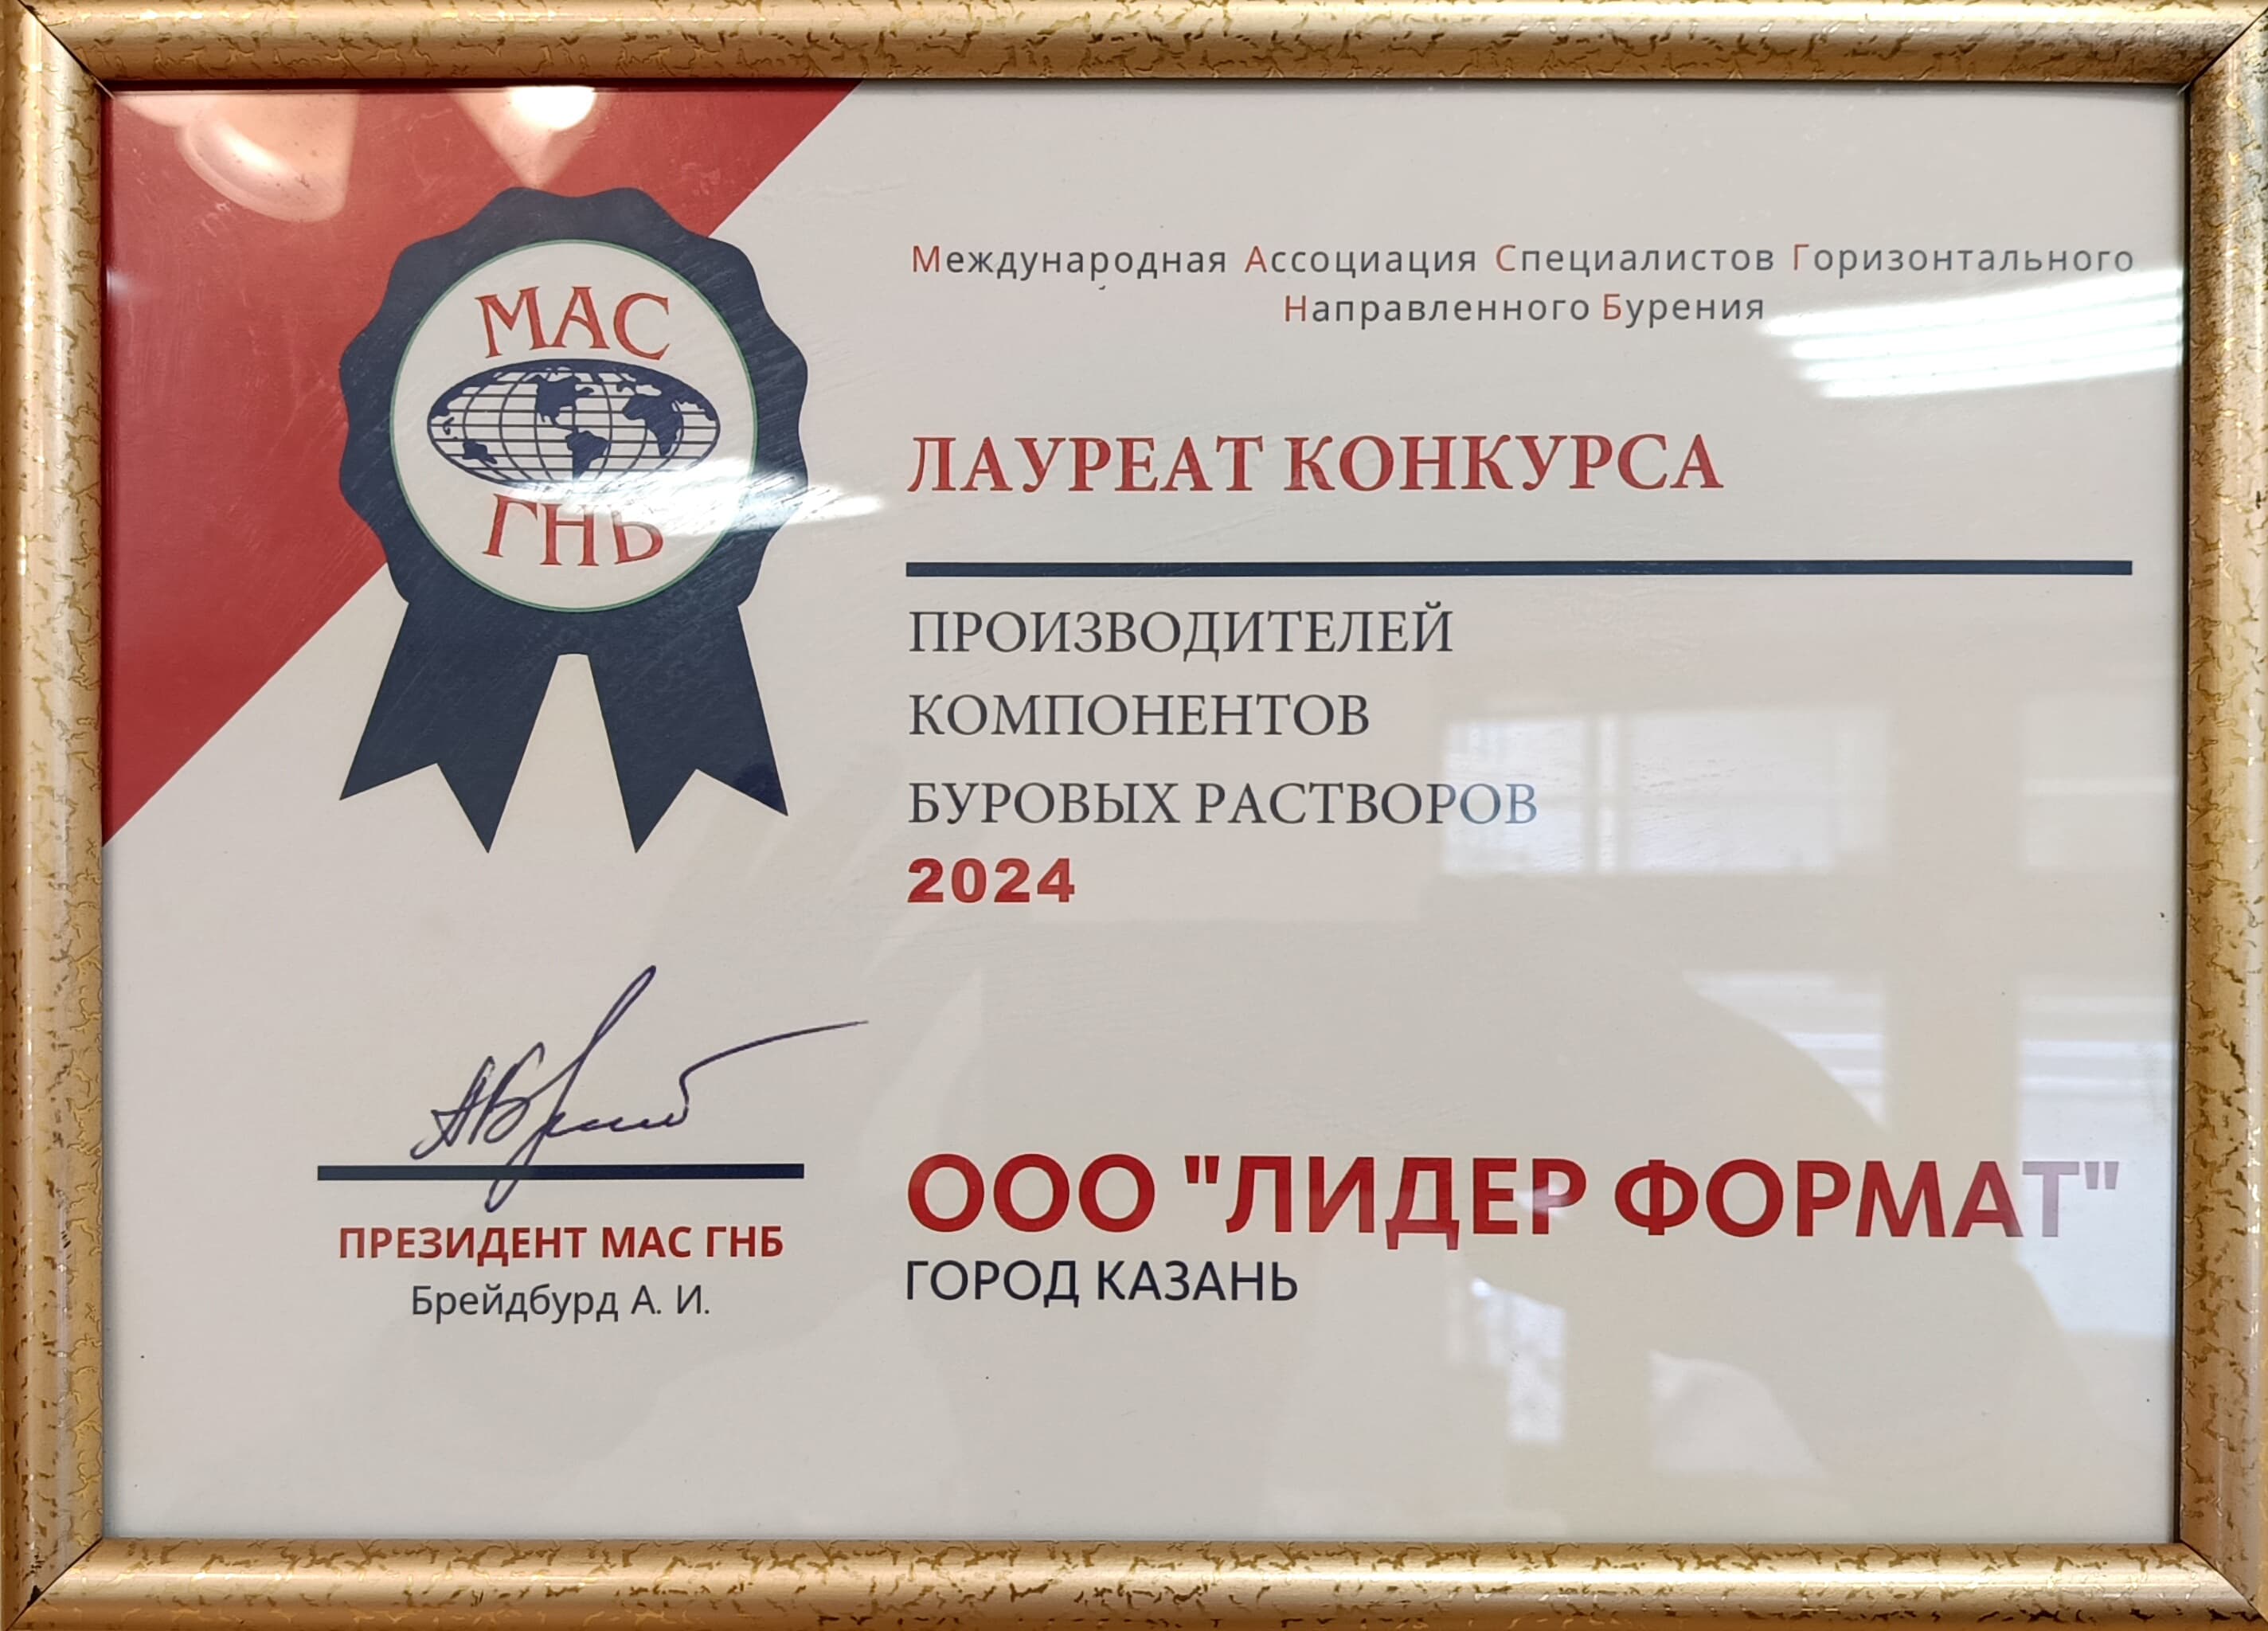 МАС
ГНБ
Международная Ассоциация Специалистов Горизонтального
Направленного Бурения
ЛАУРЕАТ КОНКУРСА
ПРОИЗВОДИТЕЛЕЙ
КОМПОНЕНТОВ
БУРОВЫХ РАСТВОРОВ
2024
ПРЕЗИДЕНТ МАС ГНБ
Брейдбурд А. И.
ООО "ЛИДЕР ФОРМАТ"
ГОРОД КАЗАНЬ